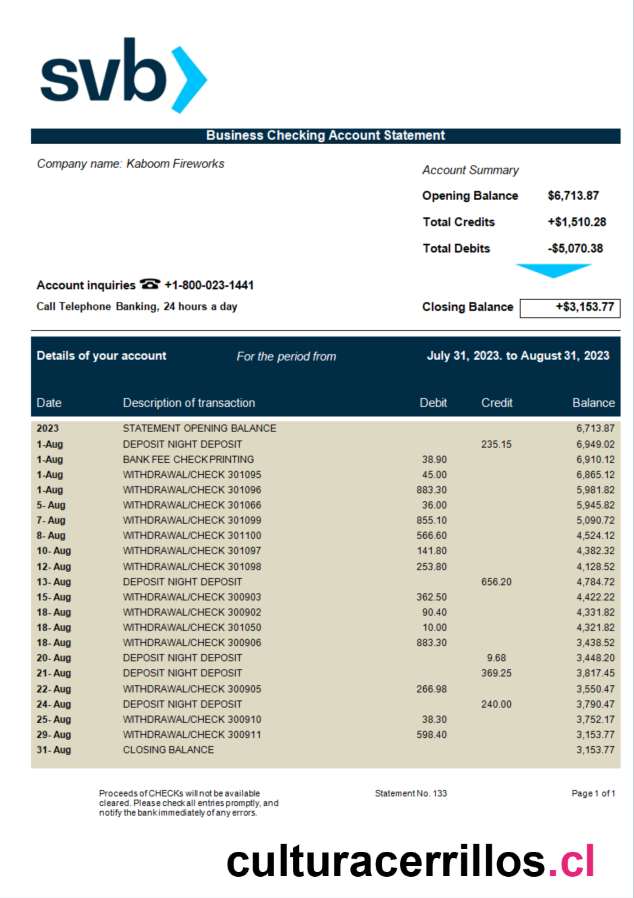 svb
Business Checking Account Statement
Company name: Kaboom Fireworks
Account Summary
Opening Balance $6,713.87
Total Credits +$1,510.28
Total Debits -$5,070.38
Account inquiries ☎ +1-800-023-1441
Call Telephone Banking, 24 hours a day
Closing Balance +$3,153.77
Details of your account For the period from July 31, 2023. to August 31, 2023
Date Description of transaction Debit Credit Balance
2023 STATEMENT OPENING BALANCE 6,713.87
1-Aug DEPOSIT NIGHT DEPOSIT 235.15 6,949.02
1-Aug BANK FEE CHECK PRINTING 38.90 6,910.12
1-Aug WITHDRAWAL/CHECK 301095 45.00 6,865.12
1-Aug WITHDRAWAL/CHECK 301096 883.30 5,981.82
5- Aug WITHDRAWAL/CHECK 301066 36.00 5,945.82
7- Aug WITHDRAWAL/CHECK 301099 855.10 5,090.72
8- Aug WITHDRAWAL/CHECK 301100 566.60 4,524.12
10- Aug WITHDRAWAL/CHECK 301097 141.80 4,382.32
12- Aug WITHDRAWAL/CHECK 301098 253.80 4,128.52
13- Aug DEPOSIT NIGHT DEPOSIT 656.20 4,784.72
15- Aug WITHDRAWAL/CHECK 300903 362.50 4,422.22
18- Aug WITHDRAWAL/CHECK 300902 90.40 4,331.82
18- Aug WITHDRAWAL/CHECK 301050 10.00 4,321.82
18- Aug WITHDRAWAL/CHECK 300906 883.30 3,438.52
20- Aug DEPOSIT NIGHT DEPOSIT 9.68 3,448.20
21- Aug DEPOSIT NIGHT DEPOSIT 369.25 3,817.45
22- Aug WITHDRAWAL/CHECK 300905 266.98 3,550.47
24- Aug DEPOSIT NIGHT DEPOSIT 240.00 3,790.47
25- Aug WITHDRAWAL/CHECK 300910 38.30 3,752.17
29- Aug WITHDRAWAL/CHECK 300911 598.40 3,153.77
31- Aug CLOSING BALANCE 3,153.77
Proceeds of CHECKs will not be available
cleared. Please check all entries promptly, and
notify the bank immediately of any errors.
Statement No. 133
Page 1 of 1
culturacerrillos.cl